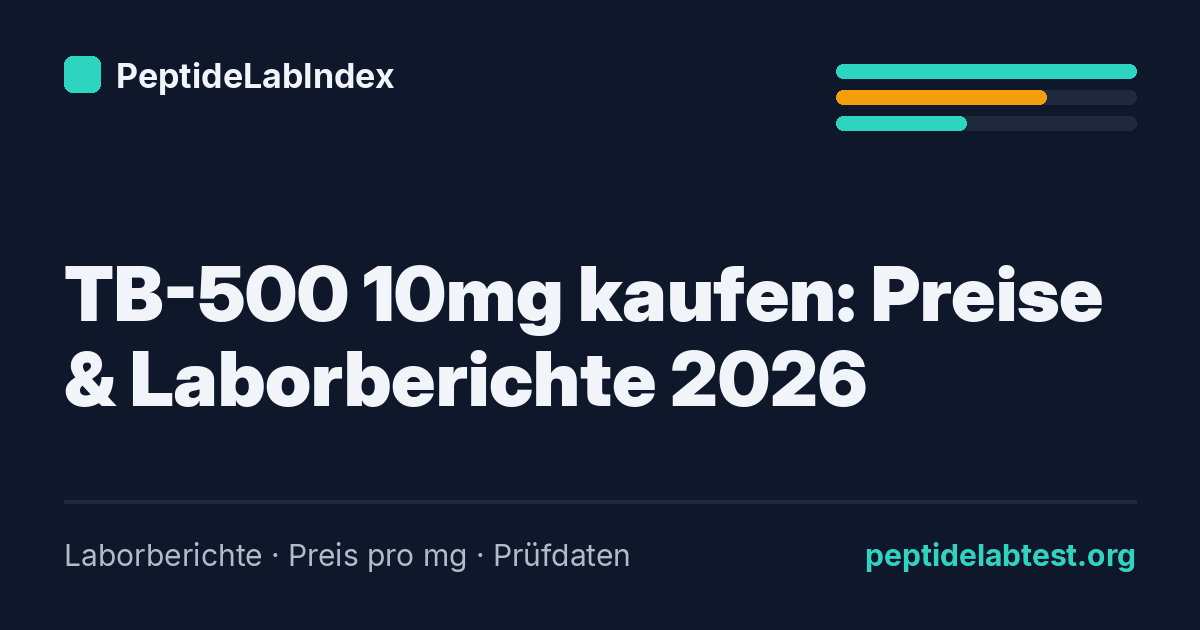 PeptideLabIndex
TB-500 10mg kaufen: Preise
& Laborberichte 2026
Laborberichte · Preis pro mg · Prüfdaten
peptidelabtest.org